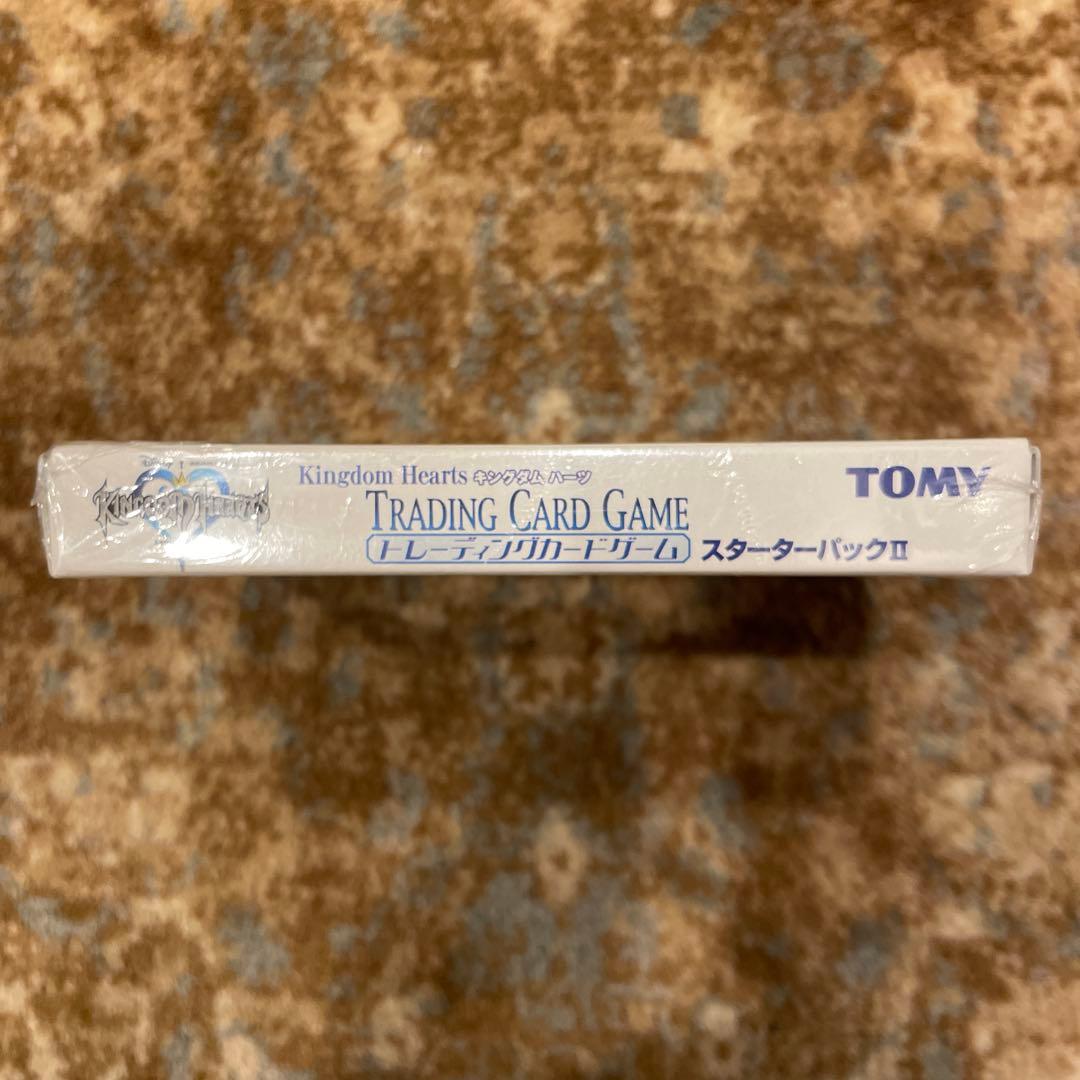 KINGDOM HEARTS
Kingdom Hearts キングダム ハーツ
TRADING CARD GAME
トレーディングカードゲーム スターターパックII
TOMY